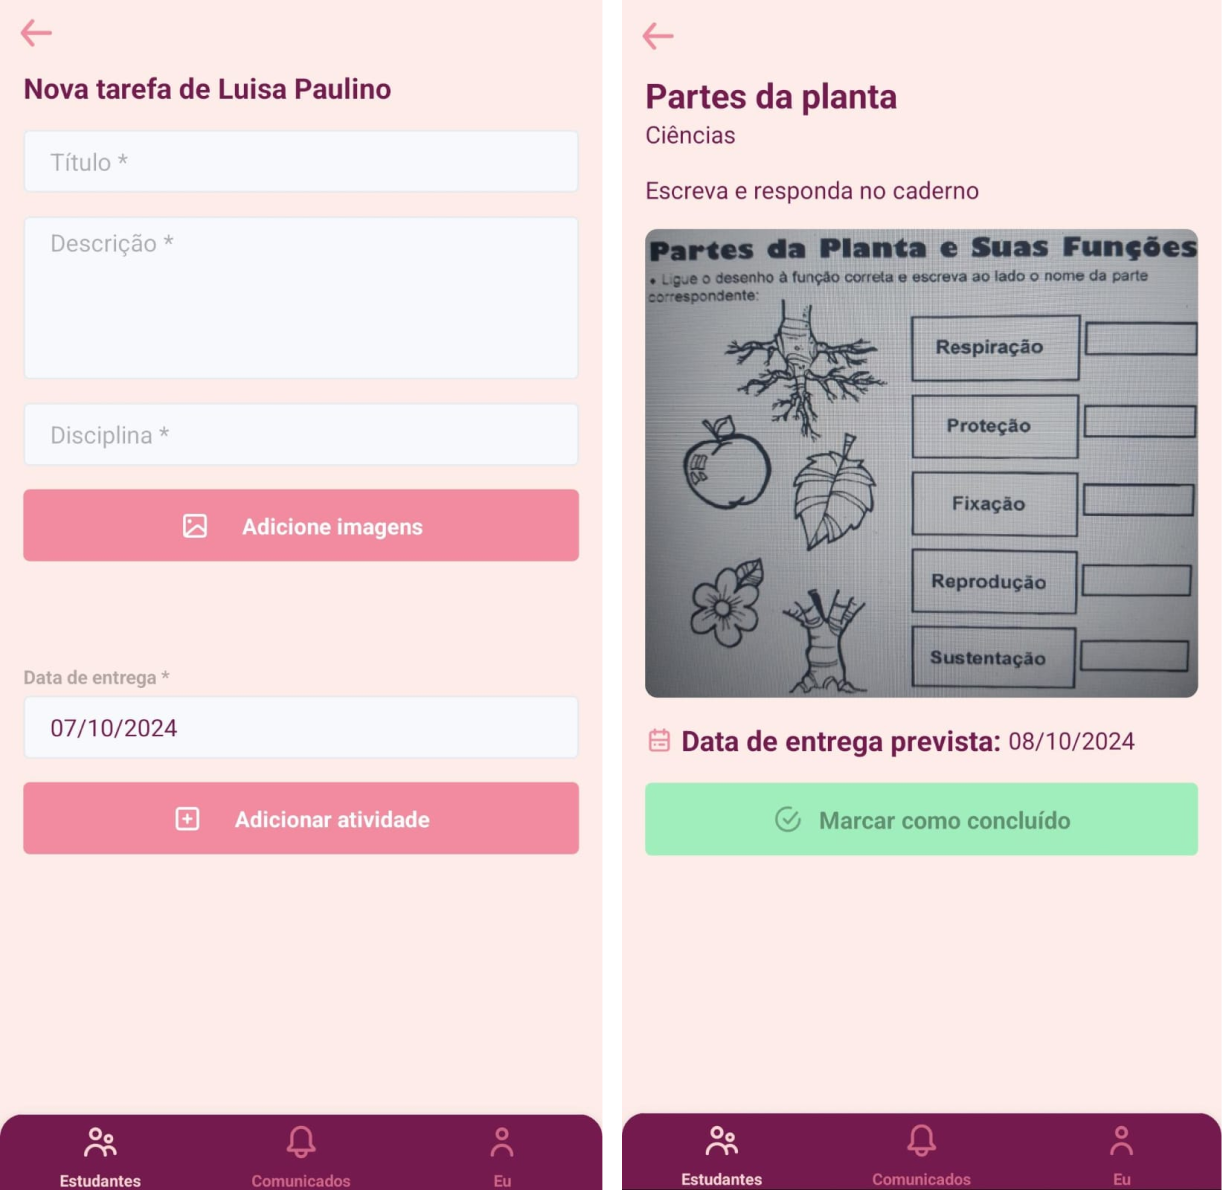 Nova tarefa de Luisa Paulino
Título *
Descrição *
Disciplina *
Adicione imagens
Data de entrega *
07/10/2024
Adicionar atividade
Estudantes
Comunicados
Eu
Partes da planta
Ciências
Escreva e responda no caderno
Partes da Planta e Suas Funções
• Ligue o desenho à função correta e escreva ao lado o nome da parte
correspondente:
Respiração
Proteção
Fixação
Reprodução
Sustentação
Data de entrega prevista: 08/10/2024
Marcar como concluído
Estudantes
Comunicados
Eu